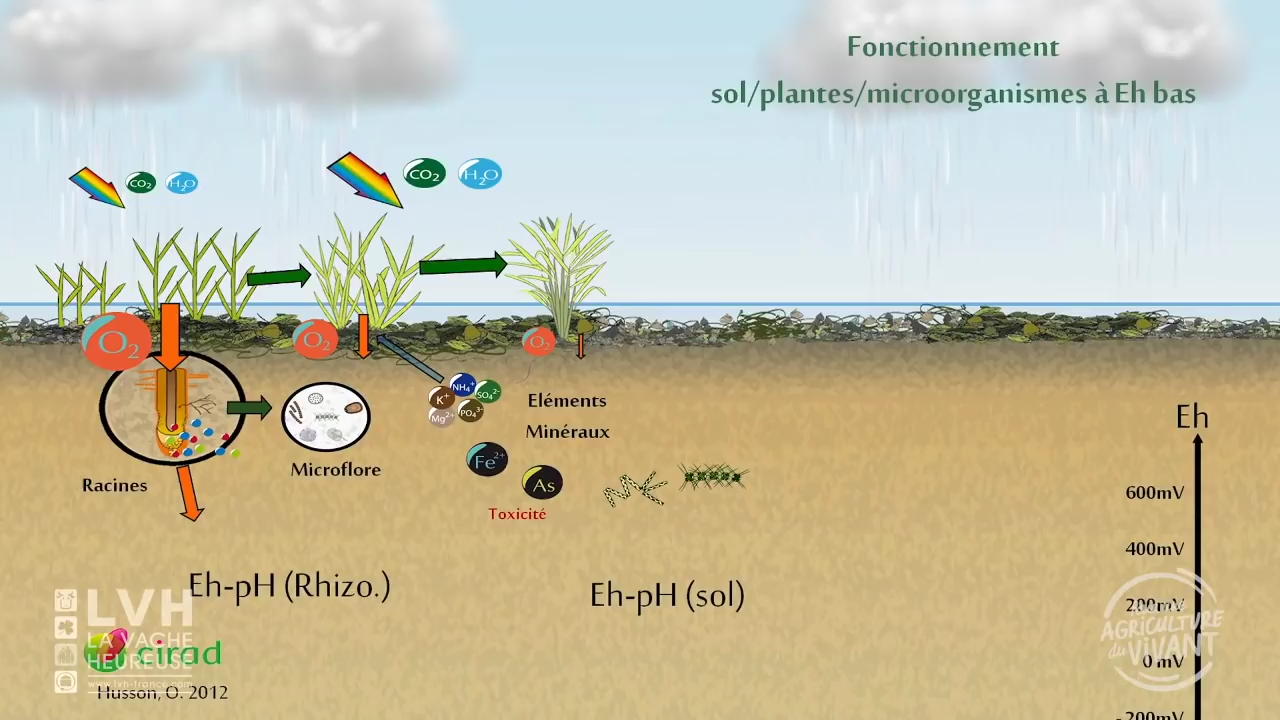 Fonctionnement
sol/plantes/microorganismes à Eh bas
CO₂
H₂O
CO₂
H₂O
O₂
O₂
O₂
NH₄⁺
K⁺
SO₄²⁻
Mg²⁺
PO₄³⁻
Eléments
Minéraux
Fe²⁺
As
Toxicité
Microflore
Racines
Eh-pH (Rhizo.)
Eh-pH (sol)
Eh
600mV
400mV
200mV
0 mV
-200mV
LVH
LA VACHE
HEUREUSE
www.lvh-france.com
cirad
Husson, O. 2012
AGRICULTURE
du ViVANT